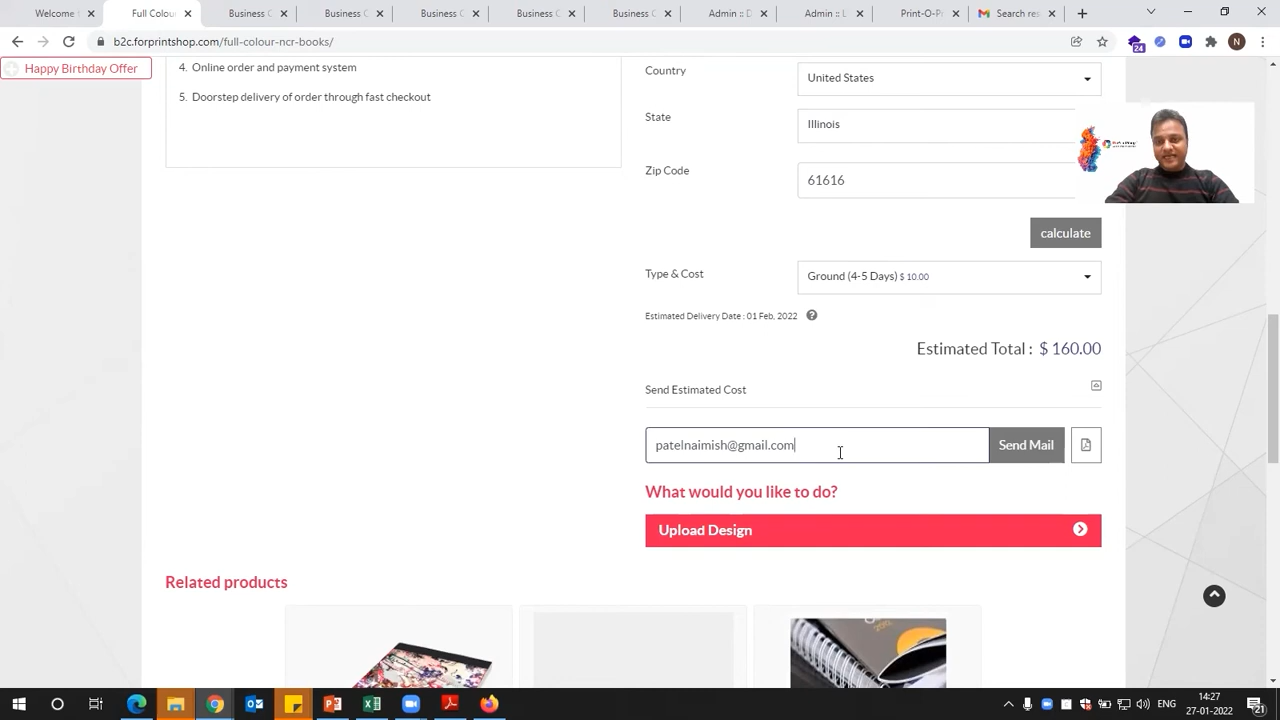 Welcome
Full Colour
Business C
Business C
Business C
Business C
Business C
Admin :: D
Admin :: D
Print-O-Pr
Search res
b2c.forprintshop.com/full-colour-ncr-books/
24
N
Happy Birthday Offer
4. Online order and payment system
5. Doorstep delivery of order through fast checkout
Country
United States
State
Illinois
Zip Code
61616
calculate
Type & Cost
Ground (4-5 Days) $ 10.00
Estimated Delivery Date : 01 Feb, 2022
Estimated Total : $ 160.00
Send Estimated Cost
patelnaimish@gmail.com
Send Mail
What would you like to do?
Upload Design
Related products
ENG
14:27
27-01-2022
21